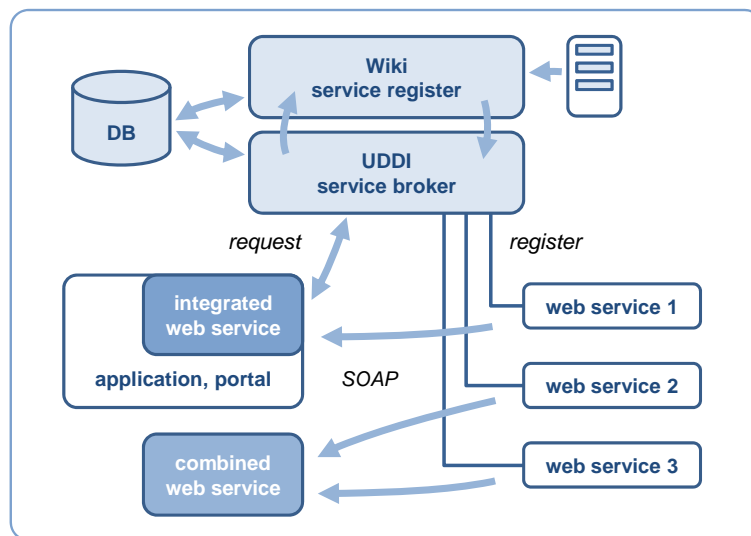 Wiki
service register
DB
UDDI
service broker
request
register
integrated
web service
web service 1
application, portal
SOAP
web service 2
combined
web service
web service 3